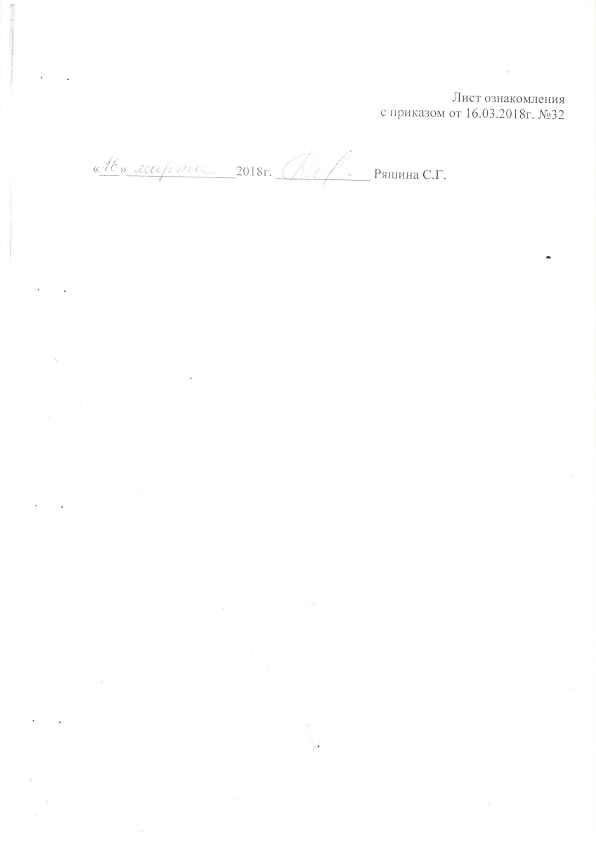 Лист ознакомления
с приказом от 16.03.2018г. №32
«16» марта 2018г. Ряшина С.Г.